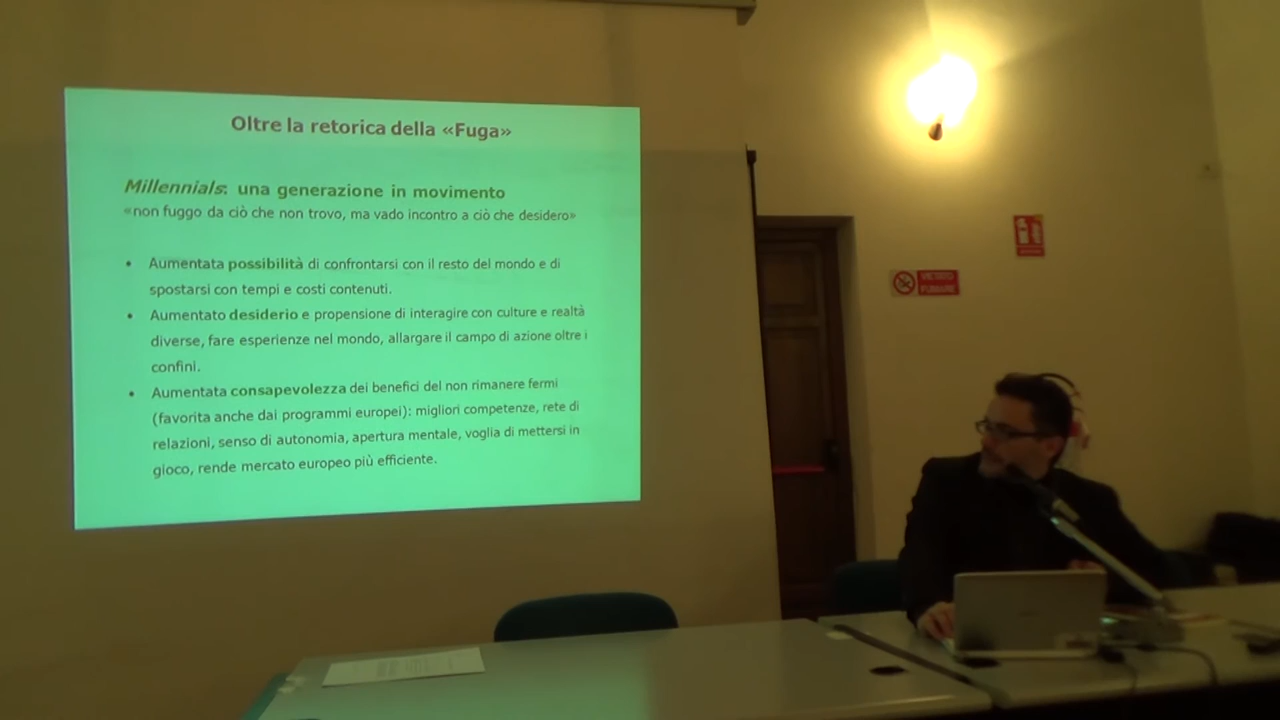 Oltre la retorica della «Fuga»
Millennials: una generazione in movimento
«non fuggo da ciò che non trovo, ma vado incontro a ciò che desidero»
• Aumentata possibilità di confrontarsi con il resto del mondo e di
spostarsi con tempi e costi contenuti.
• Aumentato desiderio e propensione di interagire con culture e realtà
diverse, fare esperienze nel mondo, allargare il campo di azione oltre i
confini.
• Aumentata consapevolezza dei benefici del non rimanere fermi
(favorita anche dai programmi europei): migliori competenze, rete di
relazioni, senso di autonomia, apertura mentale, voglia di mettersi in
gioco, rende mercato europeo più efficiente.
VIETATO
FUMARE